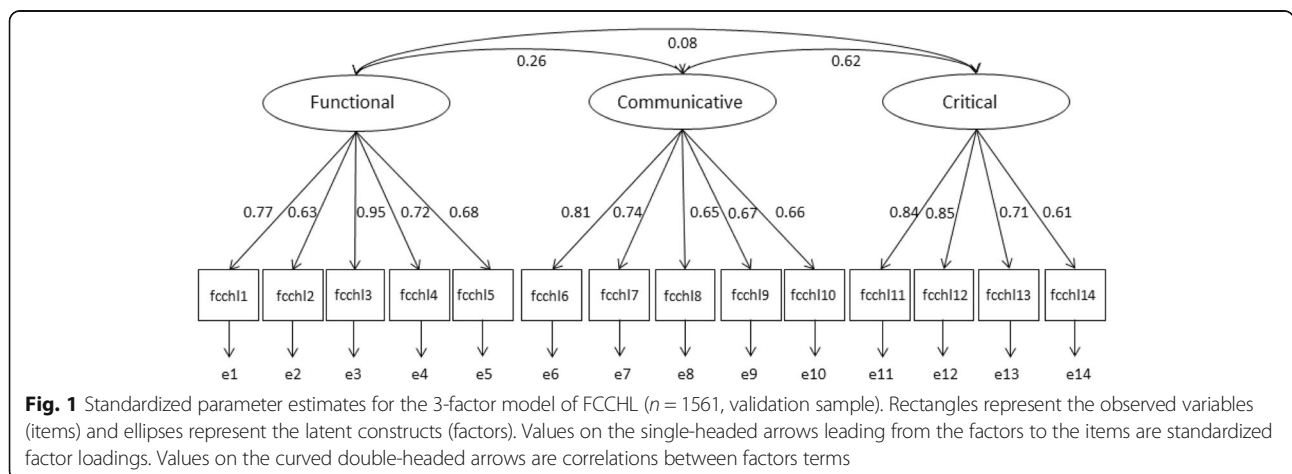 0.08
0.26 0.62
Functional Communicative Critical
0.77 0.63 0.95 0.72 0.68 0.81 0.74 0.65 0.67 0.66 0.84 0.85 0.71 0.61
fcchl1 fcchl2 fcchl3 fcchl4 fcchl5 fcchl6 fcchl7 fcchl8 fcchl9 fcchl10 fcchl11 fcchl12 fcchl13 fcchl14
e1 e2 e3 e4 e5 e6 e7 e8 e9 e10 e11 e12 e13 e14
Fig. 1 Standardized parameter estimates for the 3-factor model of FCCHL (n = 1561, validation sample). Rectangles represent the observed variables
(items) and ellipses represent the latent constructs (factors). Values on the single-headed arrows leading from the factors to the items are standardized
factor loadings. Values on the curved double-headed arrows are correlations between factors terms